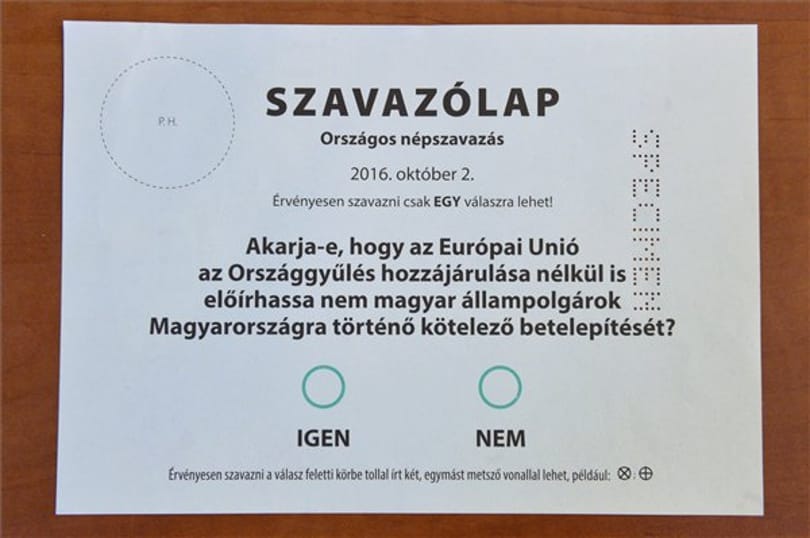 P. H.
SZAVAZÓLAP
Országos népszavazás
2016. október 2.
Érvényesen szavazni csak EGY válaszra lehet!
Akarja-e, hogy az Európai Unió
az Országgyűlés hozzájárulása nélkül is
előírhassa nem magyar állampolgárok
Magyarországra történő kötelező betelepítését?
IGEN
NEM
Érvényesen szavazni a válasz feletti körbe tollal írt két, egymást metsző vonallal lehet, például: ⊗; ⊕